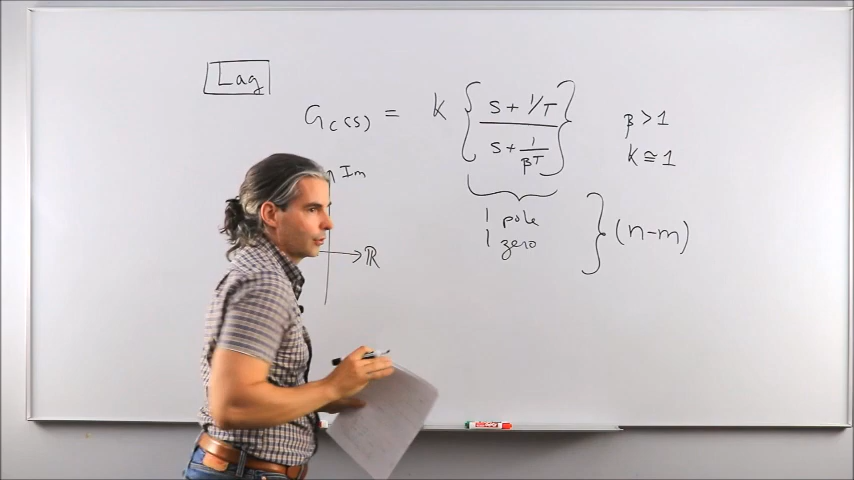 Lag
Gc(s) = K { s + 1/T / s + 1/βT }
β > 1
K ≅ 1
1 pole
1 zero
} (n-m)
Im
ℝ